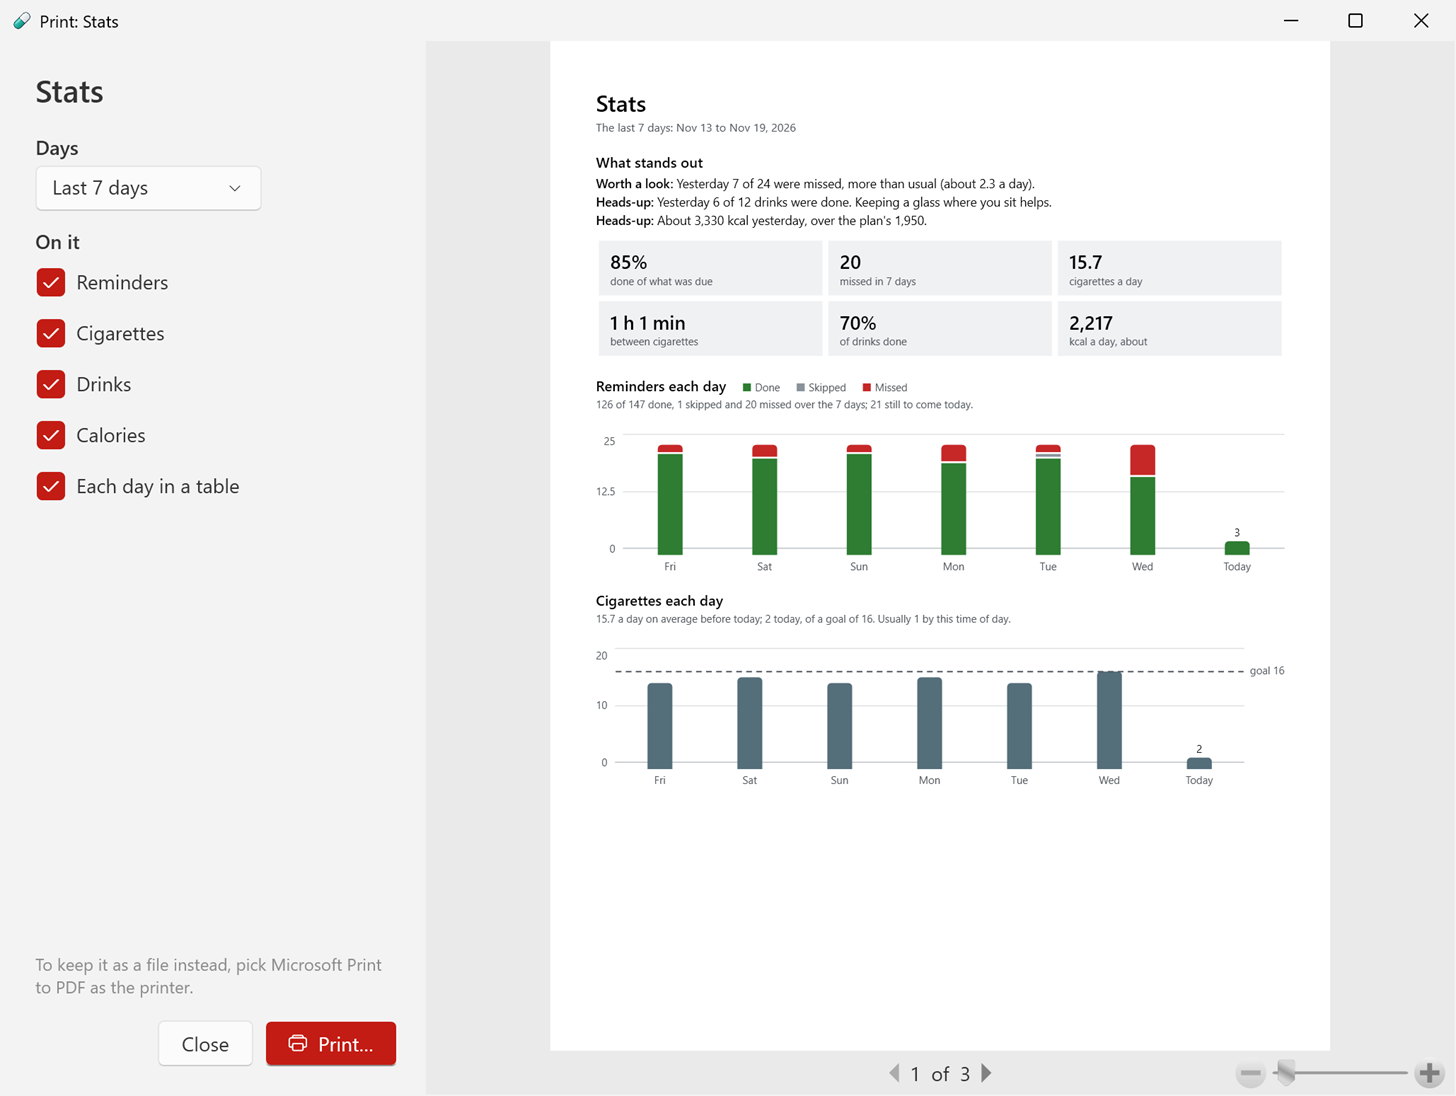 Print: Stats
Stats
Days
Last 7 days
On it
Reminders
Cigarettes
Drinks
Calories
Each day in a table
To keep it as a file instead, pick Microsoft Print
to PDF as the printer.
Close
Print...
Stats
The last 7 days: Nov 13 to Nov 19, 2026
What stands out
Worth a look: Yesterday 7 of 24 were missed, more than usual (about 2.3 a day).
Heads-up: Yesterday 6 of 12 drinks were done. Keeping a glass where you sit helps.
Heads-up: About 3,330 kcal yesterday, over the plan's 1,950.
85%
done of what was due
20
missed in 7 days
15.7
cigarettes a day
1 h 1 min
between cigarettes
70%
of drinks done
2,217
kcal a day, about
Reminders each day
Done
Skipped
Missed
126 of 147 done, 1 skipped and 20 missed over the 7 days; 21 still to come today.
25
12.5
0
3
Fri
Sat
Sun
Mon
Tue
Wed
Today
Cigarettes each day
15.7 a day on average before today; 2 today, of a goal of 16. Usually 1 by this time of day.
20
goal 16
10
0
2
Fri
Sat
Sun
Mon
Tue
Wed
Today
1 of 3